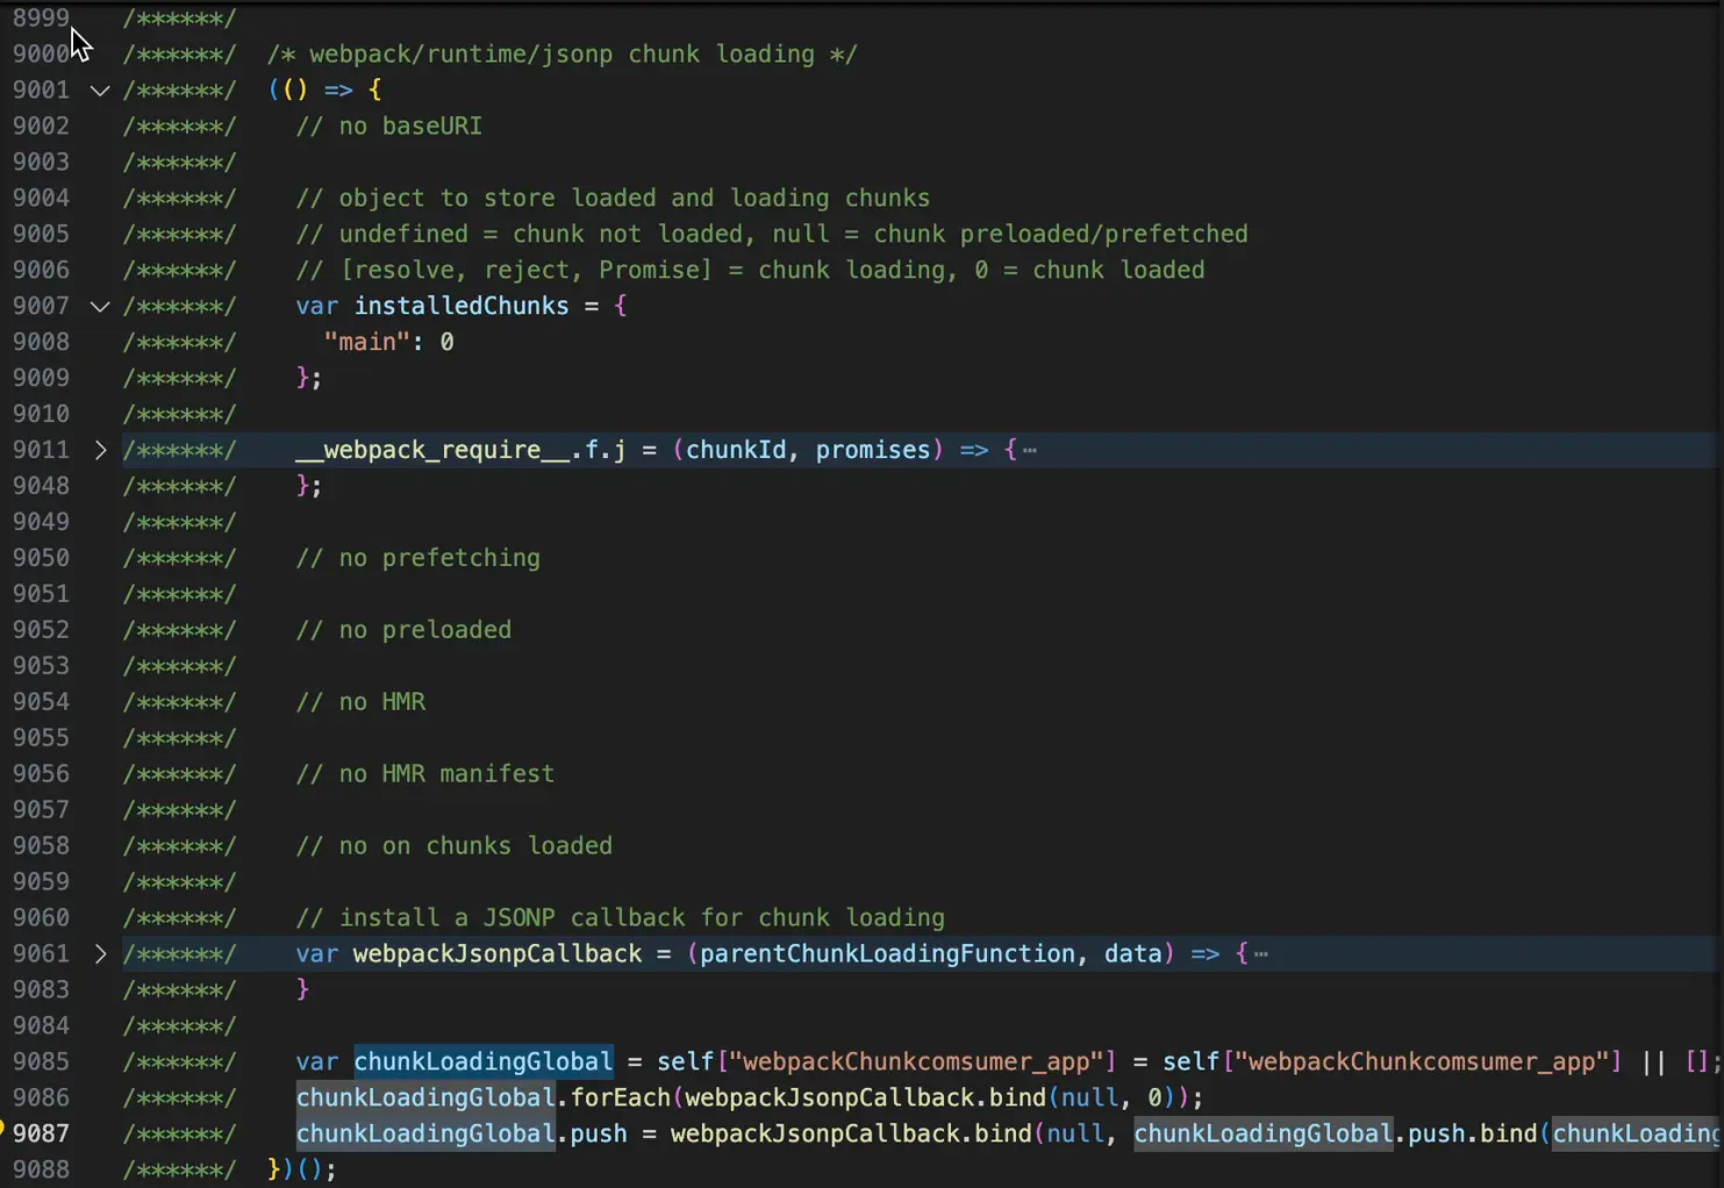 8999 /******/
9000 /******/ /* webpack/runtime/jsonp chunk loading */
9001 /******/ (() => {
9002 /******/ // no baseURI
9003 /******/
9004 /******/ // object to store loaded and loading chunks
9005 /******/ // undefined = chunk not loaded, null = chunk preloaded/prefetched
9006 /******/ // [resolve, reject, Promise] = chunk loading, 0 = chunk loaded
9007 /******/ var installedChunks = {
9008 /******/ "main": 0
9009 /******/ };
9010 /******/
9011 /******/ __webpack_require__.f.j = (chunkId, promises) => {⋯
9048 /******/ };
9049 /******/
9050 /******/ // no prefetching
9051 /******/
9052 /******/ // no preloaded
9053 /******/
9054 /******/ // no HMR
9055 /******/
9056 /******/ // no HMR manifest
9057 /******/
9058 /******/ // no on chunks loaded
9059 /******/
9060 /******/ // install a JSONP callback for chunk loading
9061 /******/ var webpackJsonpCallback = (parentChunkLoadingFunction, data) => {⋯
9083 /******/ }
9084 /******/
9085 /******/ var chunkLoadingGlobal = self["webpackChunkcomsumer_app"] = self["webpackChunkcomsumer_app"] || [];
9086 /******/ chunkLoadingGlobal.forEach(webpackJsonpCallback.bind(null, 0));
9087 /******/ chunkLoadingGlobal.push = webpackJsonpCallback.bind(null, chunkLoadingGlobal.push.bind(chunkLoading
9088 /******/ })();